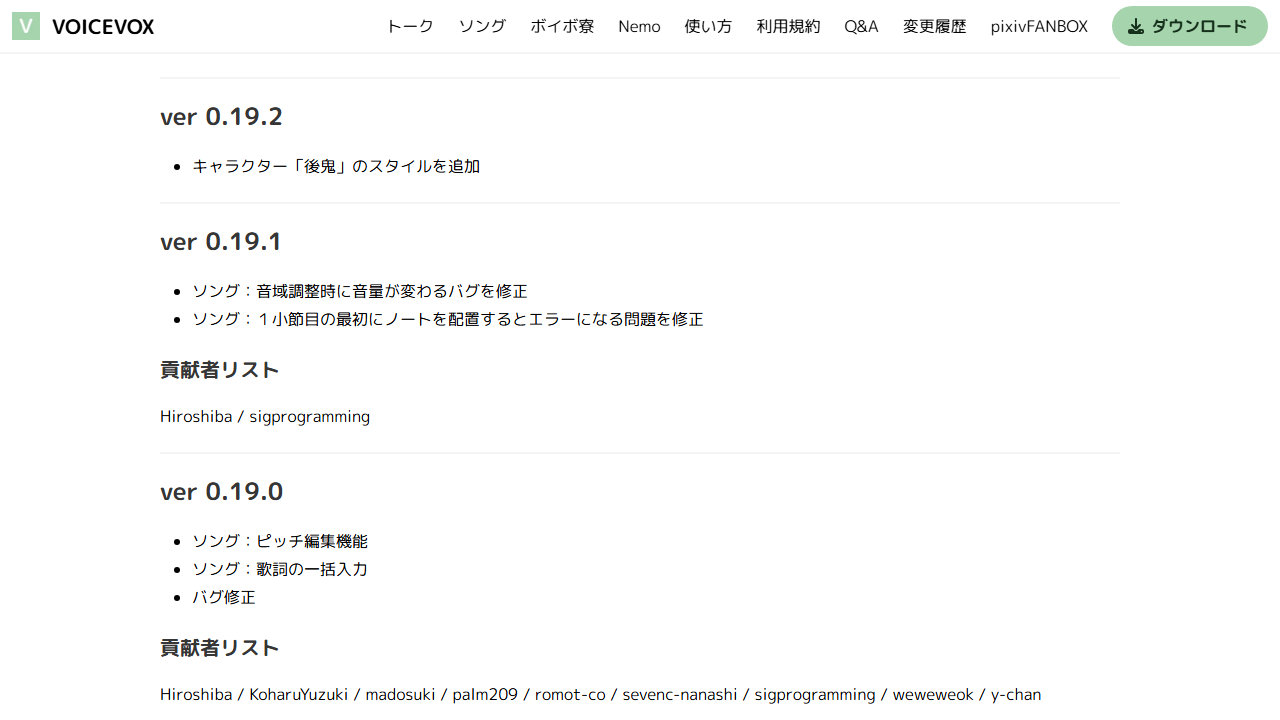 V VOICEVOX トーク ソング ボイボ寮 Nemo 使い方 利用規約 Q&A 変更履歴 pixivFANBOX ダウンロード
ver 0.19.2
• キャラクター「後鬼」のスタイルを追加
ver 0.19.1
• ソング：音域調整時に音量が変わるバグを修正
• ソング：１小節目の最初にノートを配置するとエラーになる問題を修正
貢献者リスト
Hiroshiba / sigprogramming
ver 0.19.0
• ソング：ピッチ編集機能
• ソング：歌詞の一括入力
• バグ修正
貢献者リスト
Hiroshiba / KoharuYuzuki / madosuki / palm209 / romot-co / sevenc-nanashi / sigprogramming / weweweok / y-chan